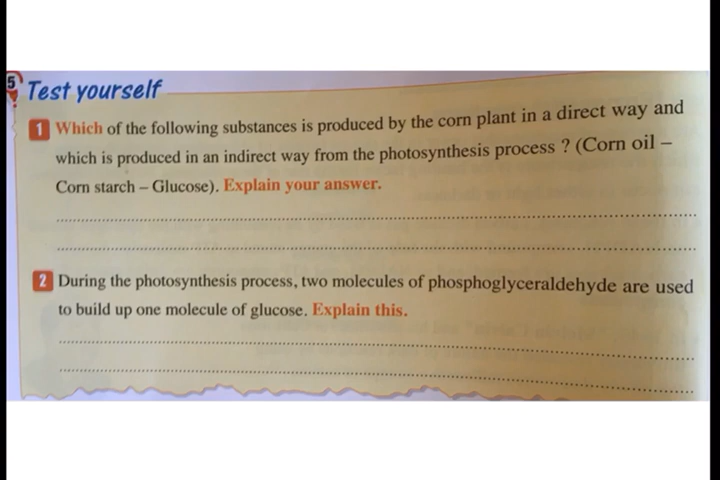 5 Test yourself
1 Which of the following substances is produced by the corn plant in a direct way and
which is produced in an indirect way from the photosynthesis process ? (Corn oil –
Corn starch – Glucose). Explain your answer.
2 During the photosynthesis process, two molecules of phosphoglyceraldehyde are used
to build up one molecule of glucose. Explain this.